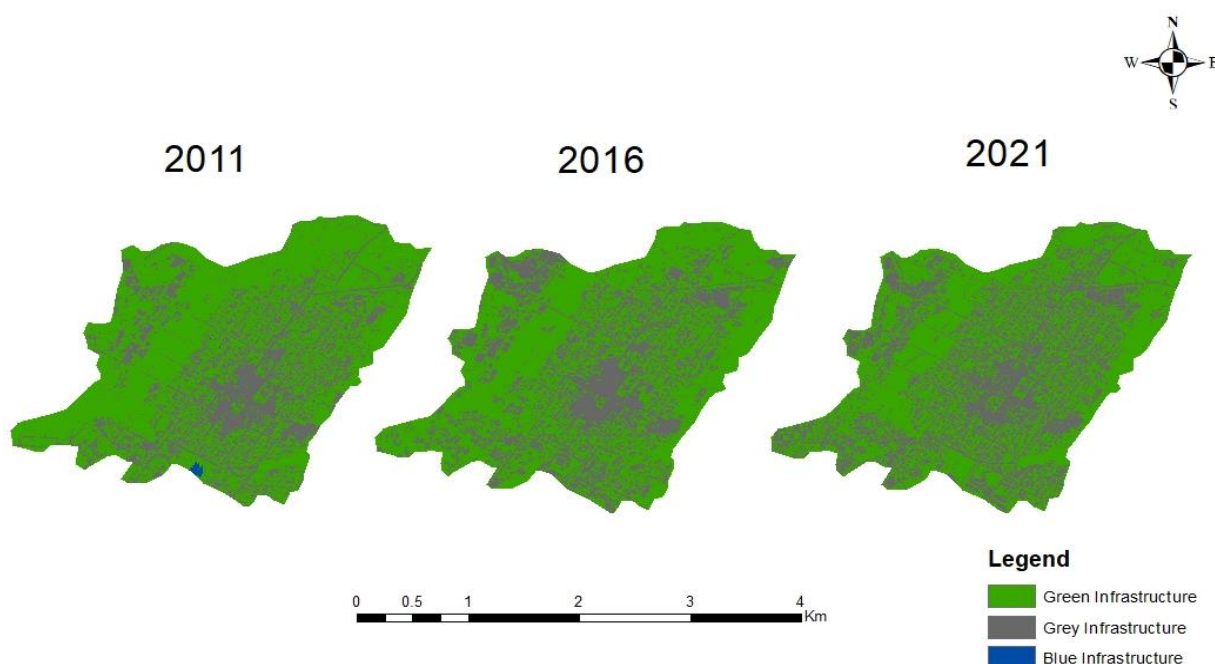 N
W E
S
2011 2016 2021
0 0.5 1 2 3 4
Km
Legend
Green Infrastructure
Grey Infrastructure
Blue Infrastructure